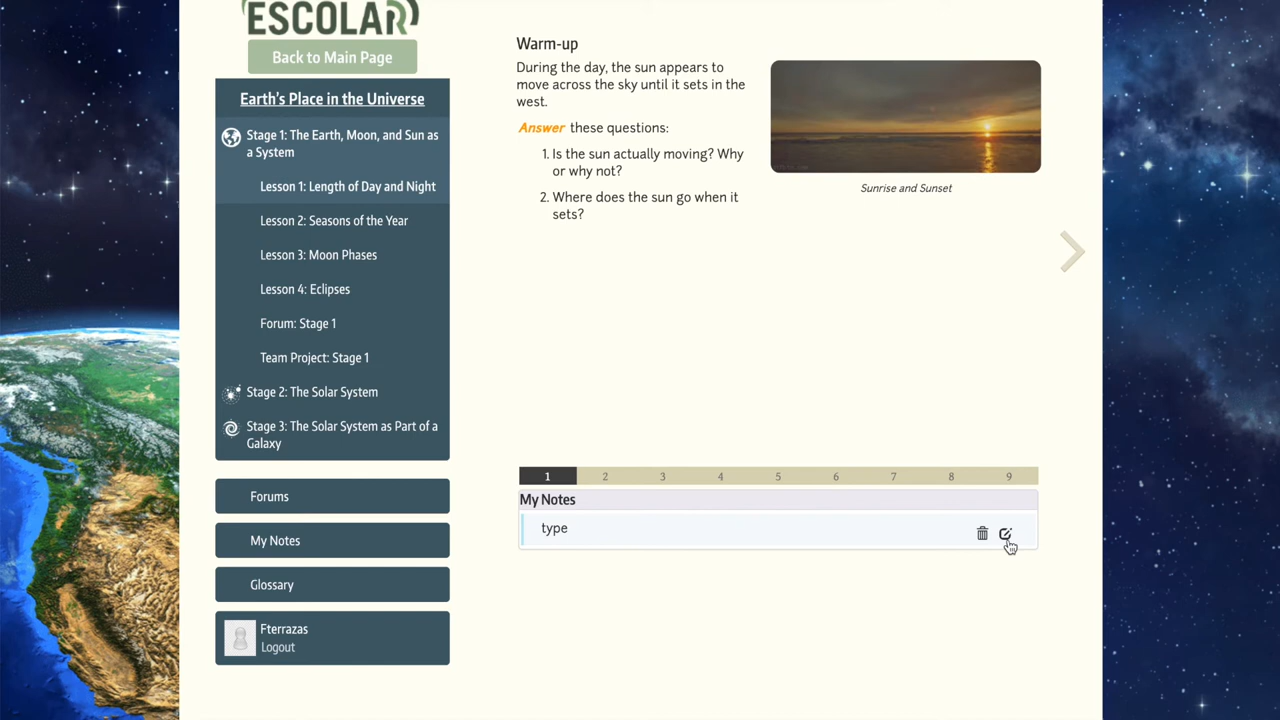 ESCOLAR
Back to Main Page
Earth's Place in the Universe
Stage 1: The Earth, Moon, and Sun as
a System
Lesson 1: Length of Day and Night
Lesson 2: Seasons of the Year
Lesson 3: Moon Phases
Lesson 4: Eclipses
Forum: Stage 1
Team Project: Stage 1
Stage 2: The Solar System
Stage 3: The Solar System as Part of a
Galaxy
Forums
My Notes
Glossary
Fterrazas
Logout
Warm-up
During the day, the sun appears to
move across the sky until it sets in the
west.
Answer these questions:
1. Is the sun actually moving? Why
or why not?
2. Where does the sun go when it
sets?
Sunrise and Sunset
1 2 3 4 5 6 7 8 9
My Notes
type